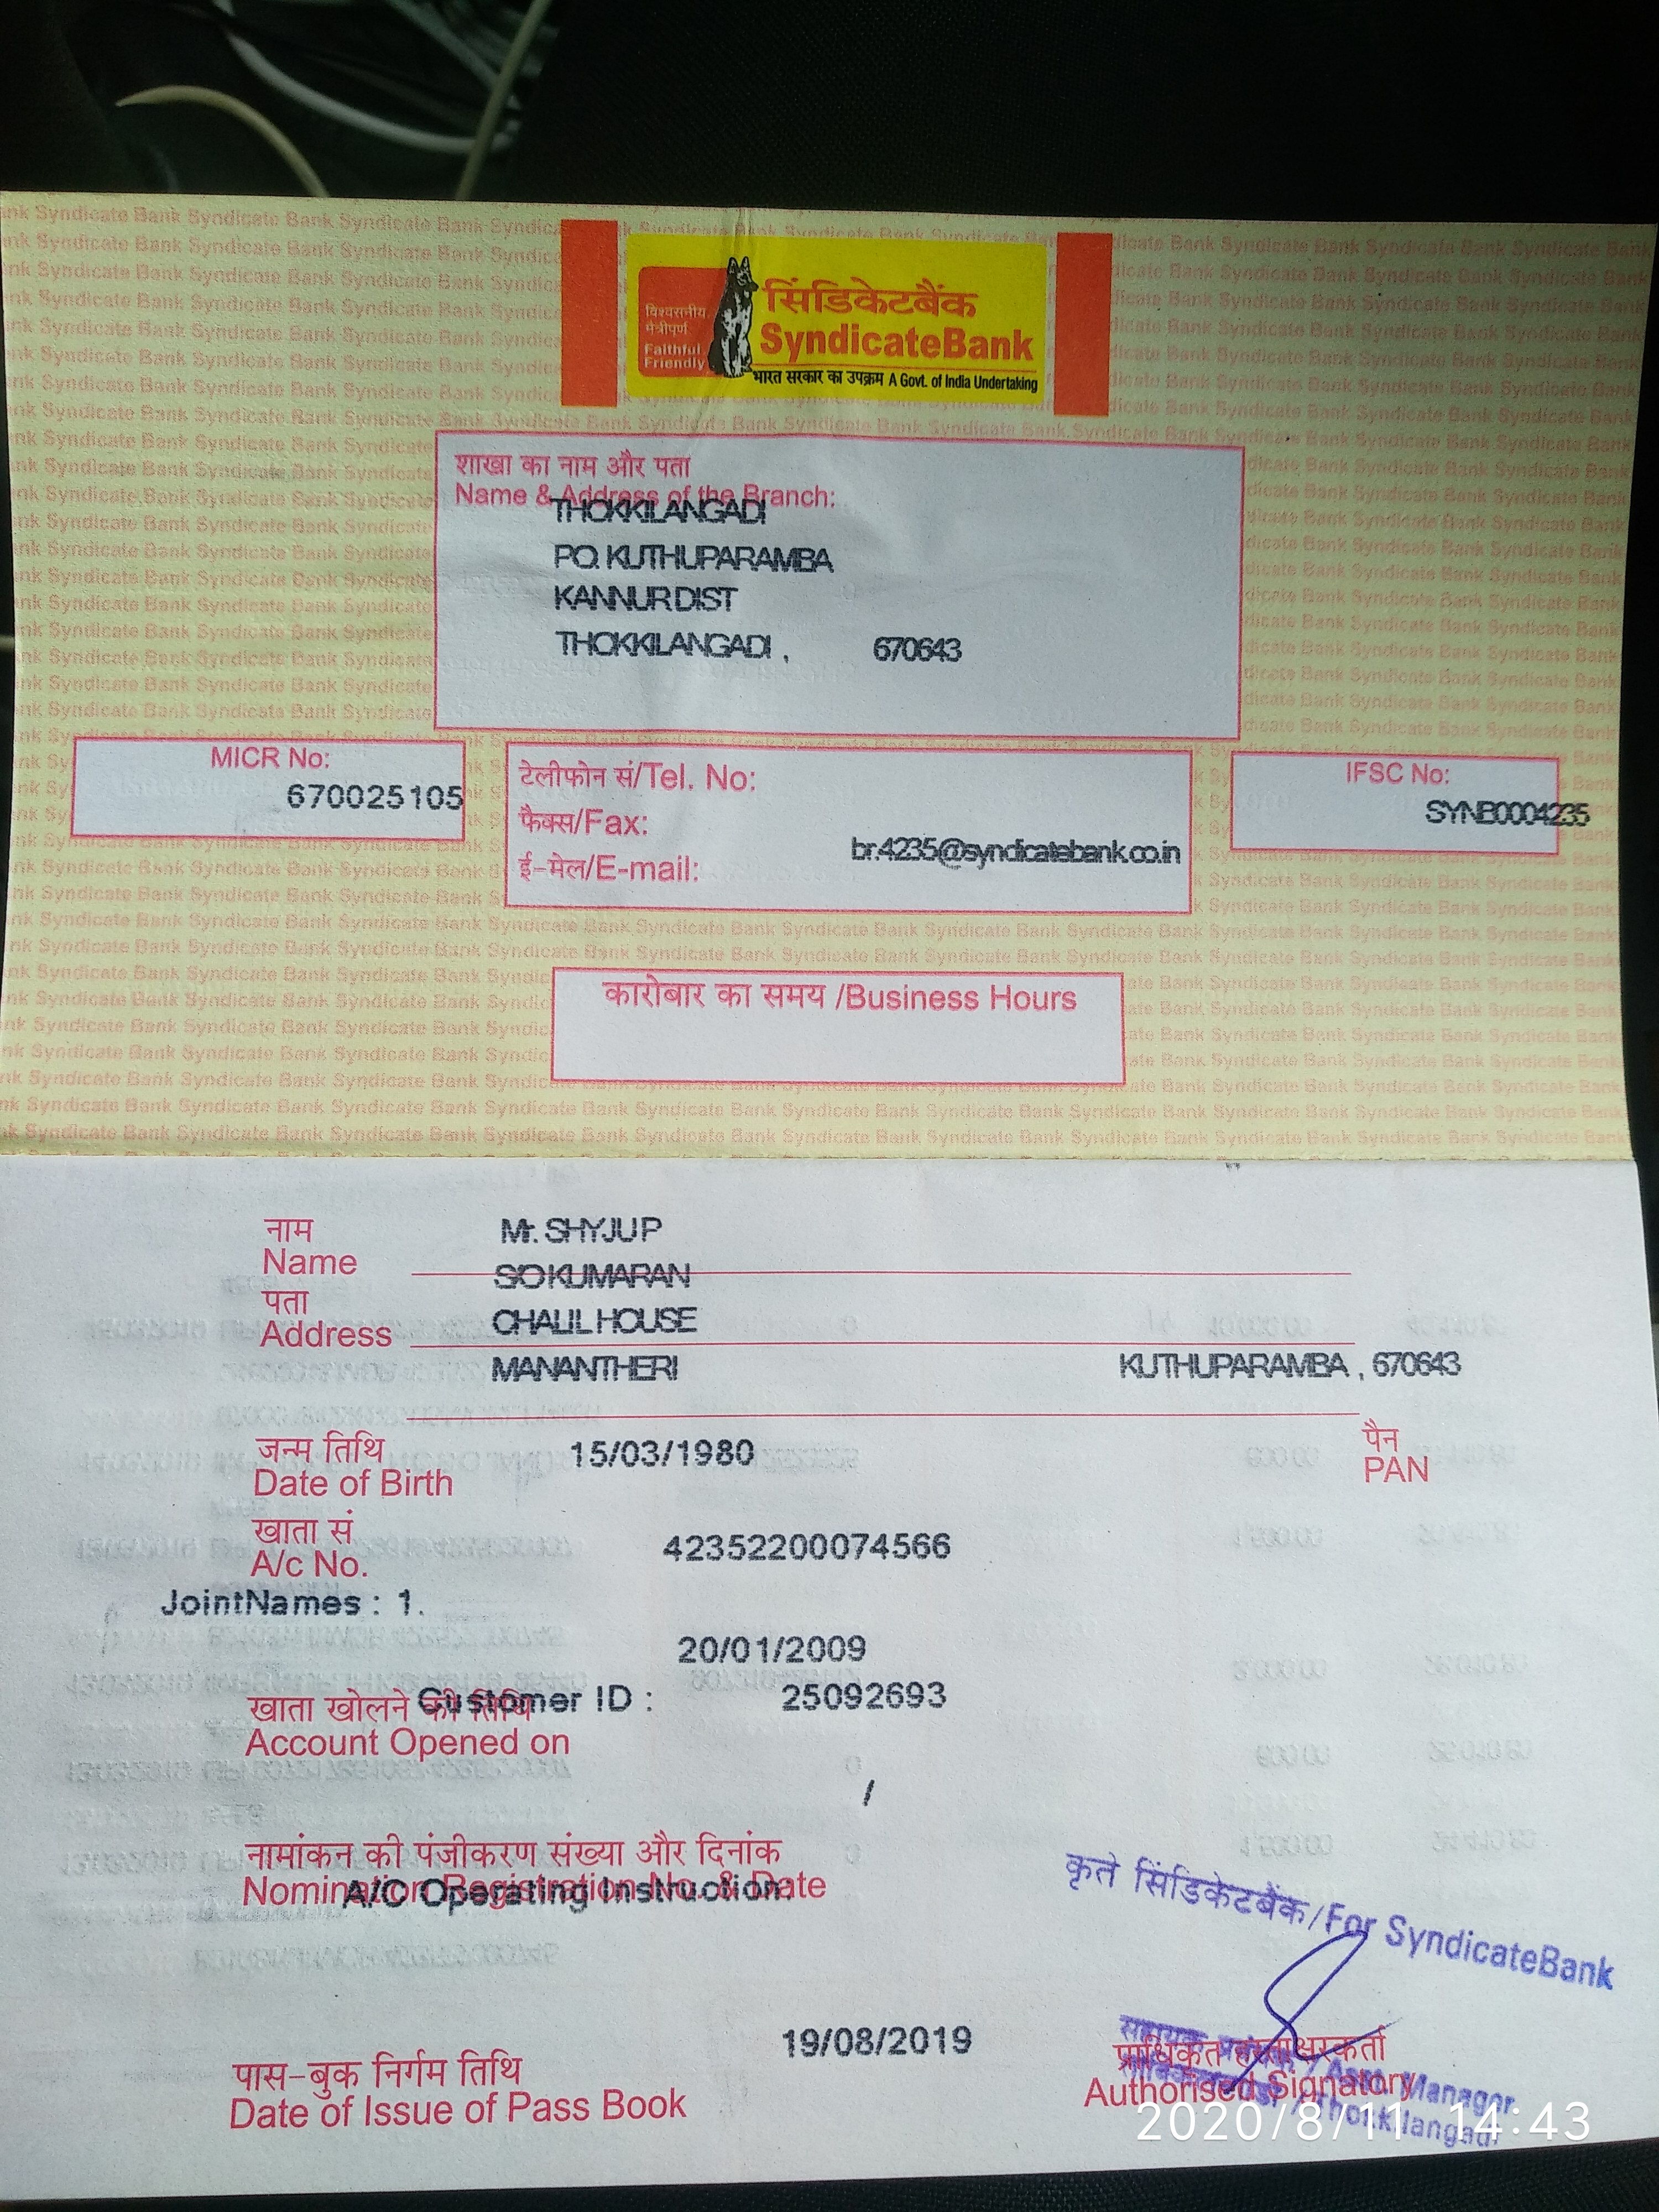 विश्वसनीय
मैत्रीपूर्ण
Faithful
Friendly
सिंडिकेटबैंक
SyndicateBank
भारत सरकार का उपक्रम A Govt. of India Undertaking
शाखा का नाम और पता
Name & Address of the Branch:
THOKKILANGADI
PO. KUTHUPARAMBA
KANNUR DIST
THOKKILANGADI , 670643
MICR No:
670025105
टेलीफोन सं/Tel. No:
फैक्स/Fax:
ई-मेल/E-mail:
br.4235@syndicatebank.co.in
IFSC No:
SYNB0004235
कारोबार का समय /Business Hours
नाम
Name
Mr. SHYJU P
S/O KUMARAN
पता
Address
CHALIL HOUSE
MANANTHERI KUTHUPARAMBA , 670643
जन्म तिथि
Date of Birth
15/03/1980
पैन
PAN
खाता सं
A/c No.
42352200074566
JointNames : 1.
20/01/2009
Customer ID : 25092693
खाता खोलने की तिथि
Account Opened on
/
नामांकन की पंजीकरण संख्या और दिनांक
Nomination Registration No. & Date
A/C Operating Instruction:
कृते सिंडिकेटबैंक/For SyndicateBank
19/08/2019
पास-बुक निर्गम तिथि
Date of Issue of Pass Book
प्राधिकृत हस्ताक्षरकर्ता
Authorised Signatory
Asst. Manager
Thokkilangadi
2020/8/11 14:43